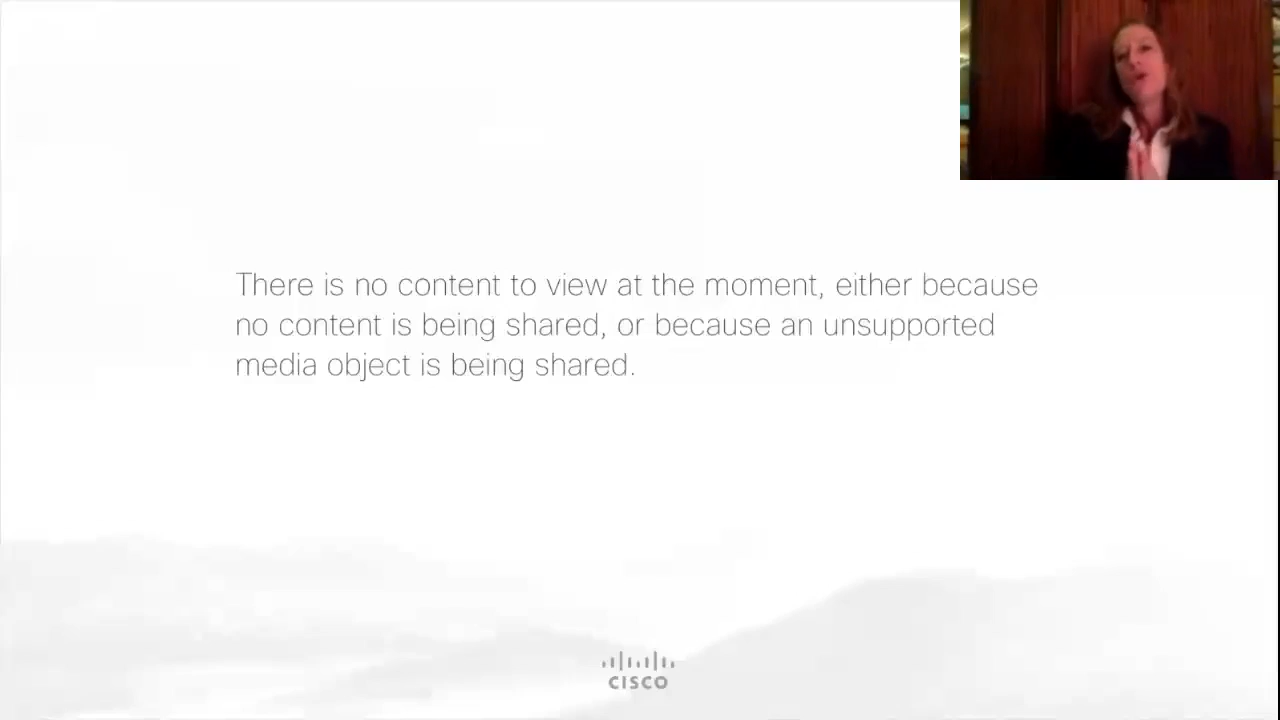 There is no content to view at the moment, either because
no content is being shared, or because an unsupported
media object is being shared.
CISCO